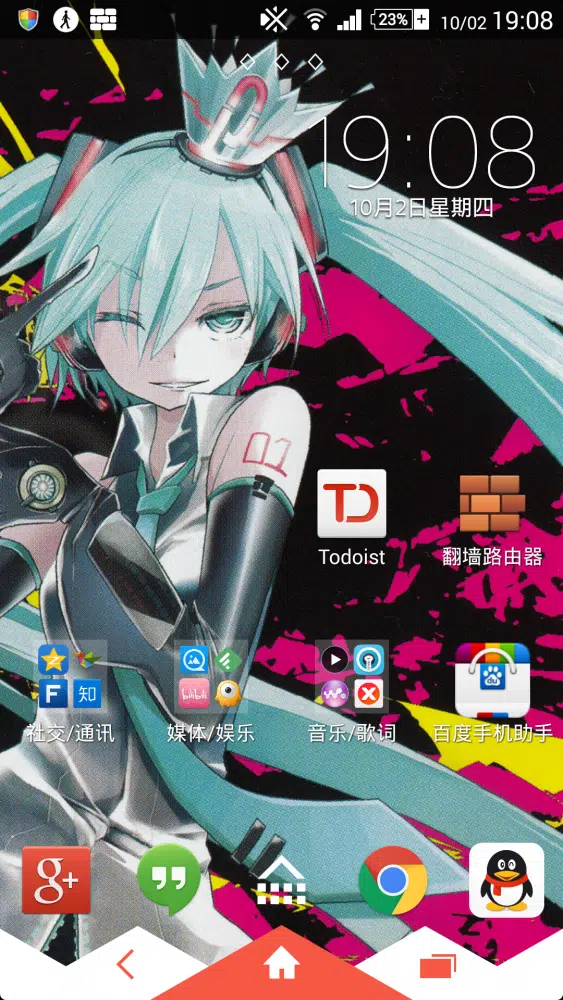 23%
10/02 19:08
19:08
10月2日星期四
01
TD
Todoist
翻墙路由器
F 知
bilibili
du
社交/通讯
媒体/娱乐
音乐/歌词
百度手机助手
g+